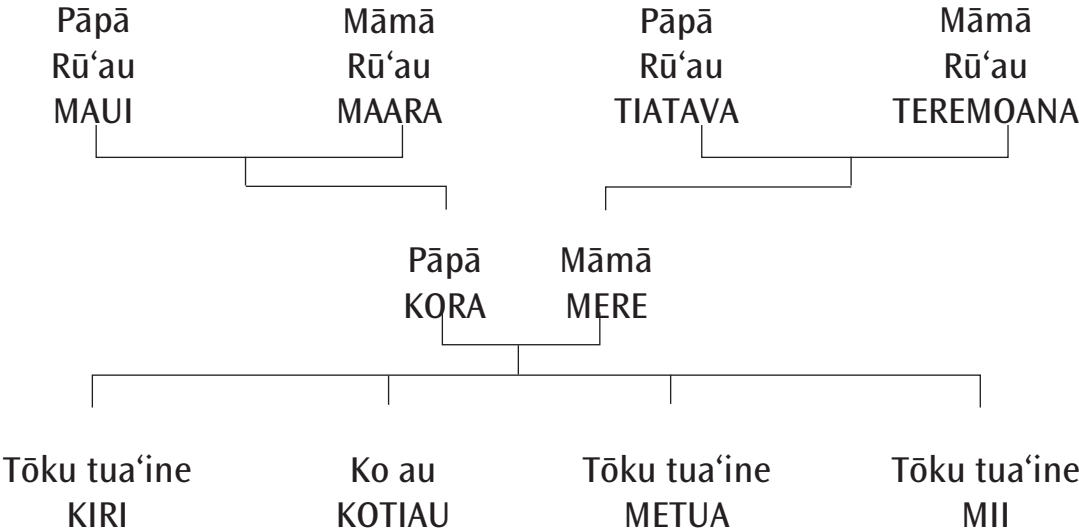 Pāpā
Rū‘au
MAUI
Māmā
Rū‘au
MAARA
Pāpā
Rū‘au
TIATAVA
Māmā
Rū‘au
TEREMOANA
Pāpā
KORA
Māmā
MERE
Tōku tua‘ine
KIRI
Ko au
KOTIAU
Tōku tua‘ine
METUA
Tōku tua‘ine
MII